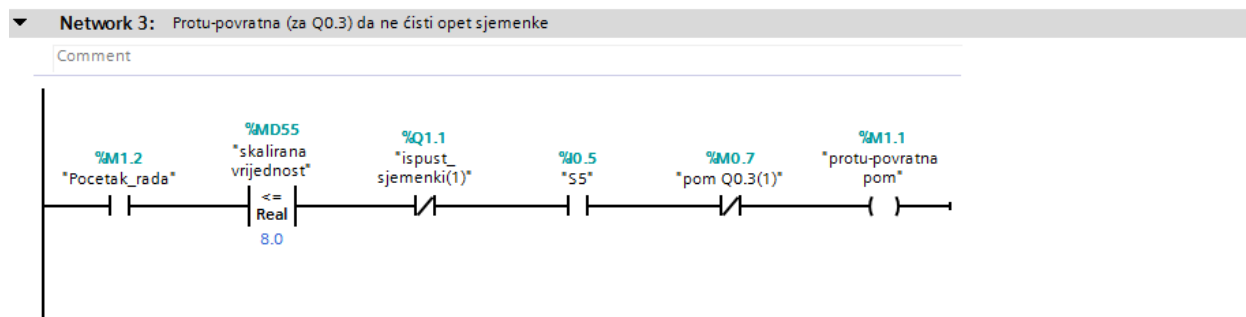 Network 3: Protu-povratna (za Q0.3) da ne ćisti opet sjemenke
Comment
%M1.2
"Pocetak_rada"
%MD55
"skalirana
vrijednost"
<=
Real
8.0
%Q1.1
"ispust_
sjemenki(1)"
%I0.5
"S5"
%M0.7
"pom Q0.3(1)"
%M1.1
"protu-povratna
pom"